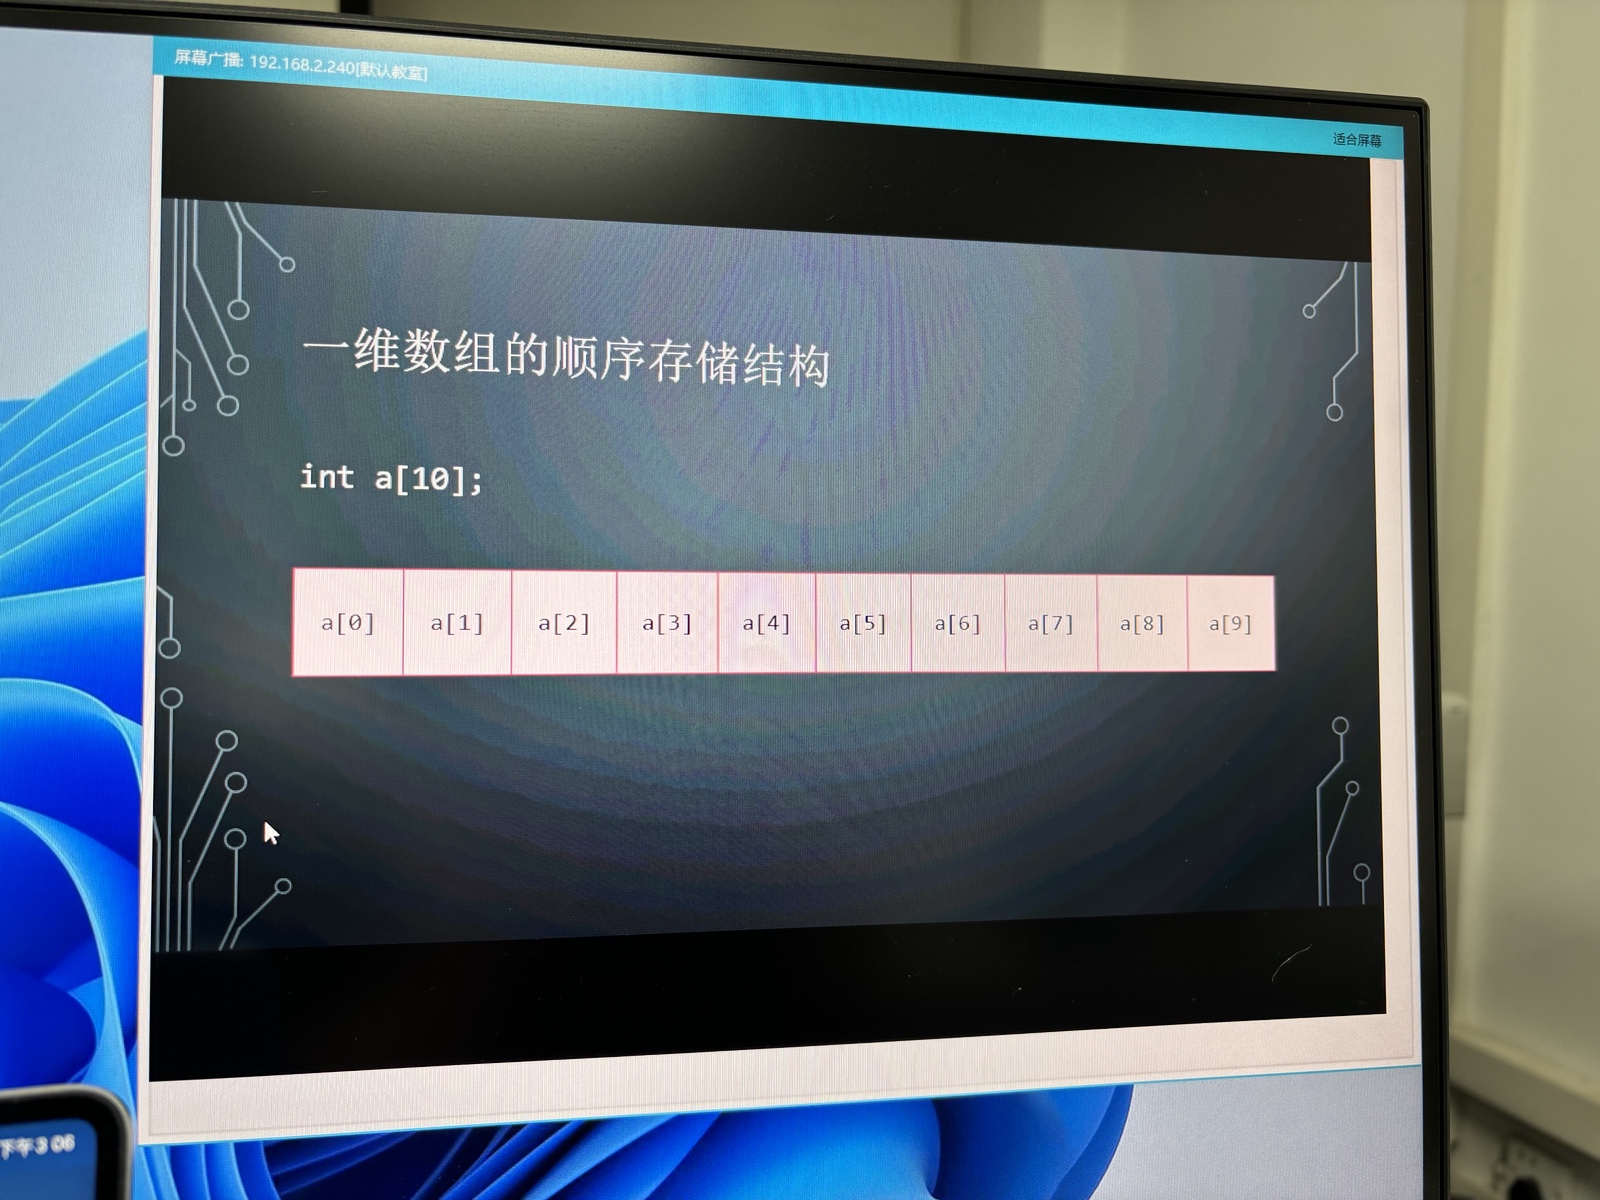 屏幕广播: 192.168.2.240[默认教室]
适合屏幕
一维数组的顺序存储结构
int a[10];
a[0] a[1] a[2] a[3] a[4] a[5] a[6] a[7] a[8] a[9]
下午3 06